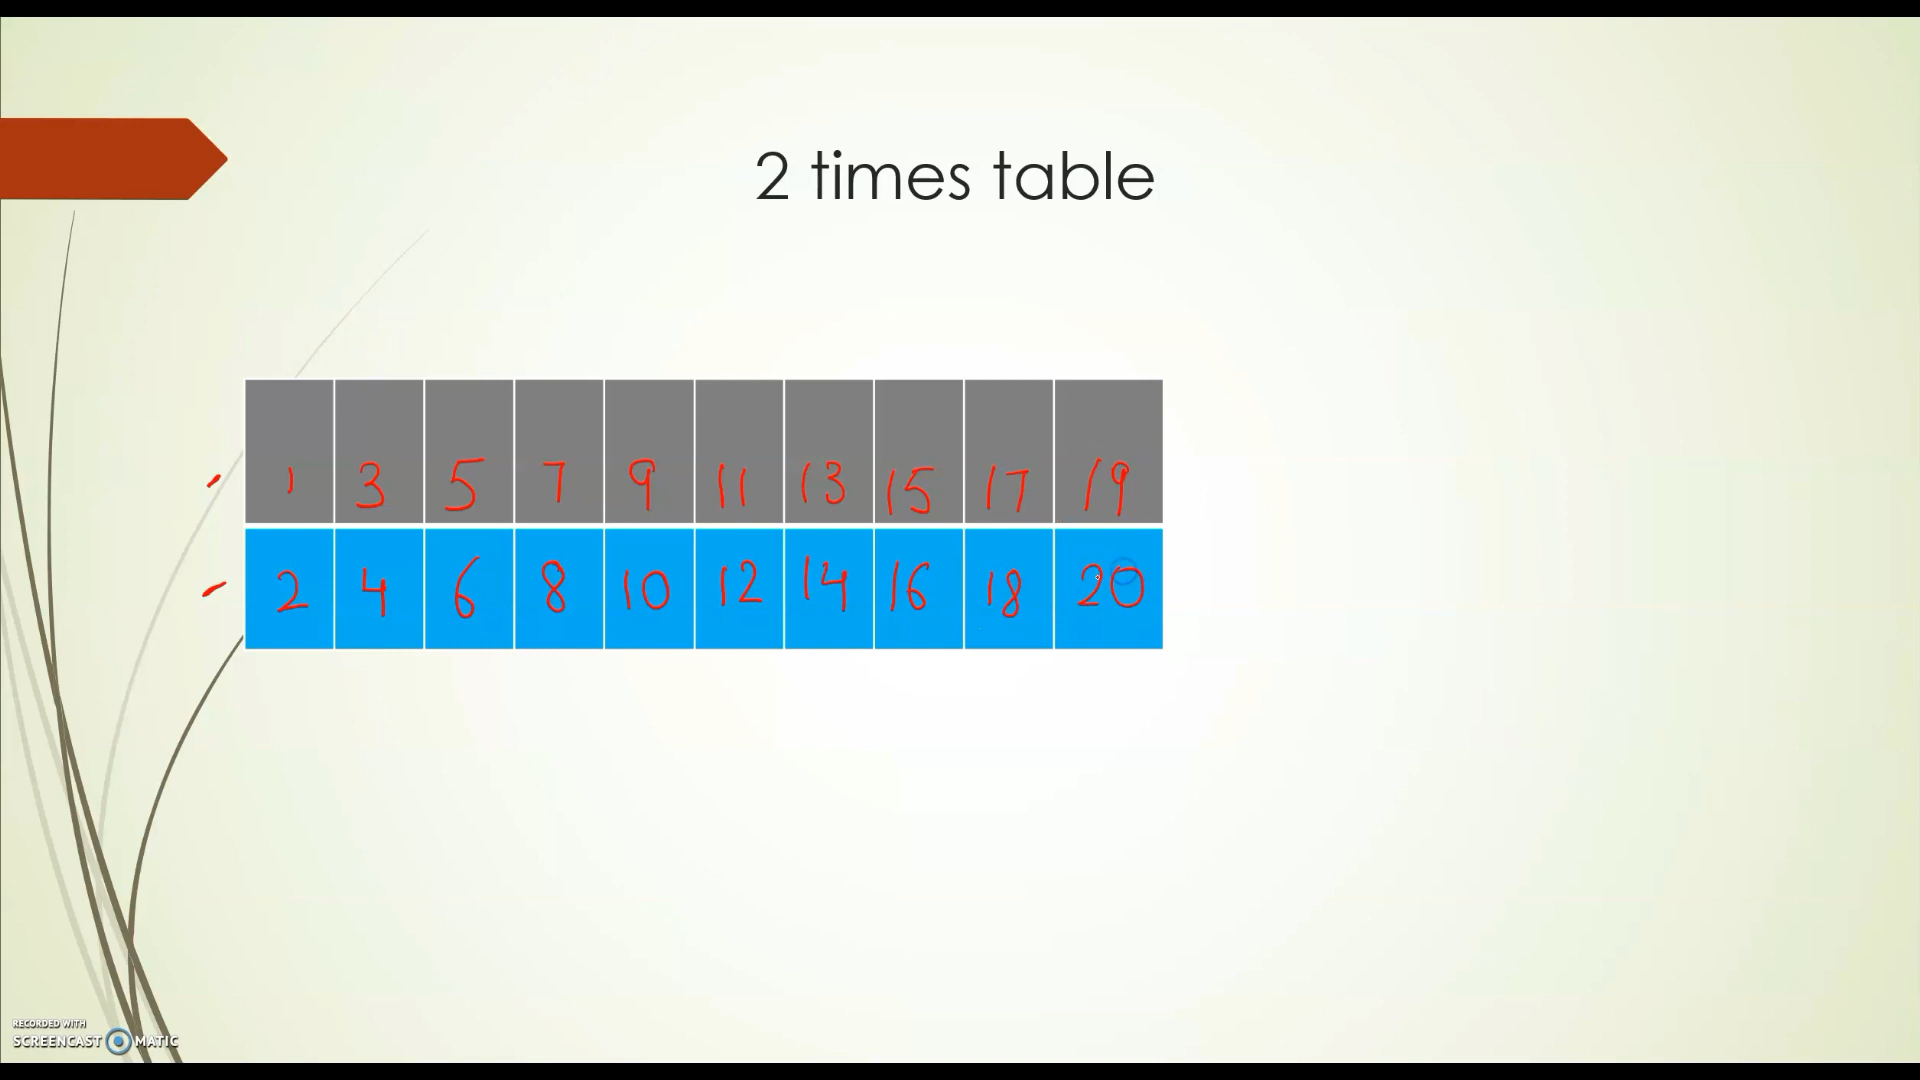 2 times table
1 3 5 7 9 11 13 15 17 19
2 4 6 8 10 12 14 16 18 20
RECORDED WITH
SCREENCAST MATIC